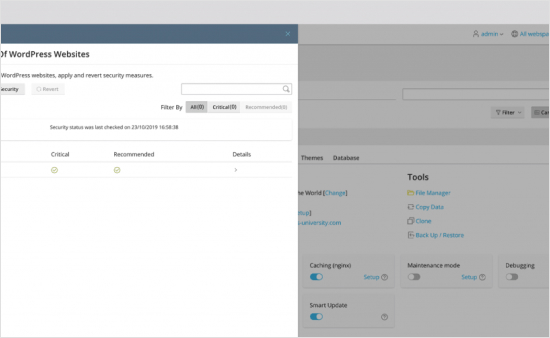 admin
All webspa
Of WordPress Websites
WordPress websites, apply and revert security measures.
Security
Revert
Filter By
All(0)
Critical(0)
Recommended(0)
Security status was last checked on 23/10/2019 16:58:38
Critical
Recommended
Details
Filter
Themes
Database
Tools
he World [Change]
File Manager
Copy Data
Clone
Back Up / Restore
-university.com
Caching (nginx)
Setup
Maintenance mode
Setup
Debugging
Smart Update